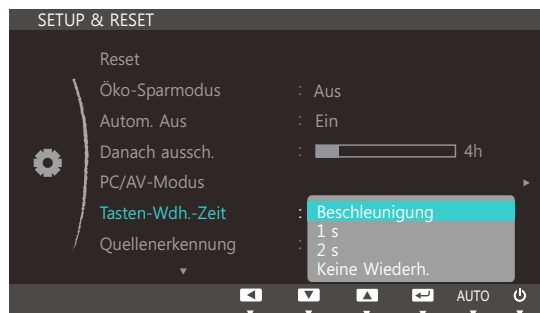 SETUP & RESET
Reset
Öko-Sparmodus : Aus
Autom. Aus : Ein
Danach aussch. : 4h
PC/AV-Modus
Tasten-Wdh.-Zeit : Beschleunigung
1 s
Quellenerkennung :
2 s
Keine Wiederh.
AUTO